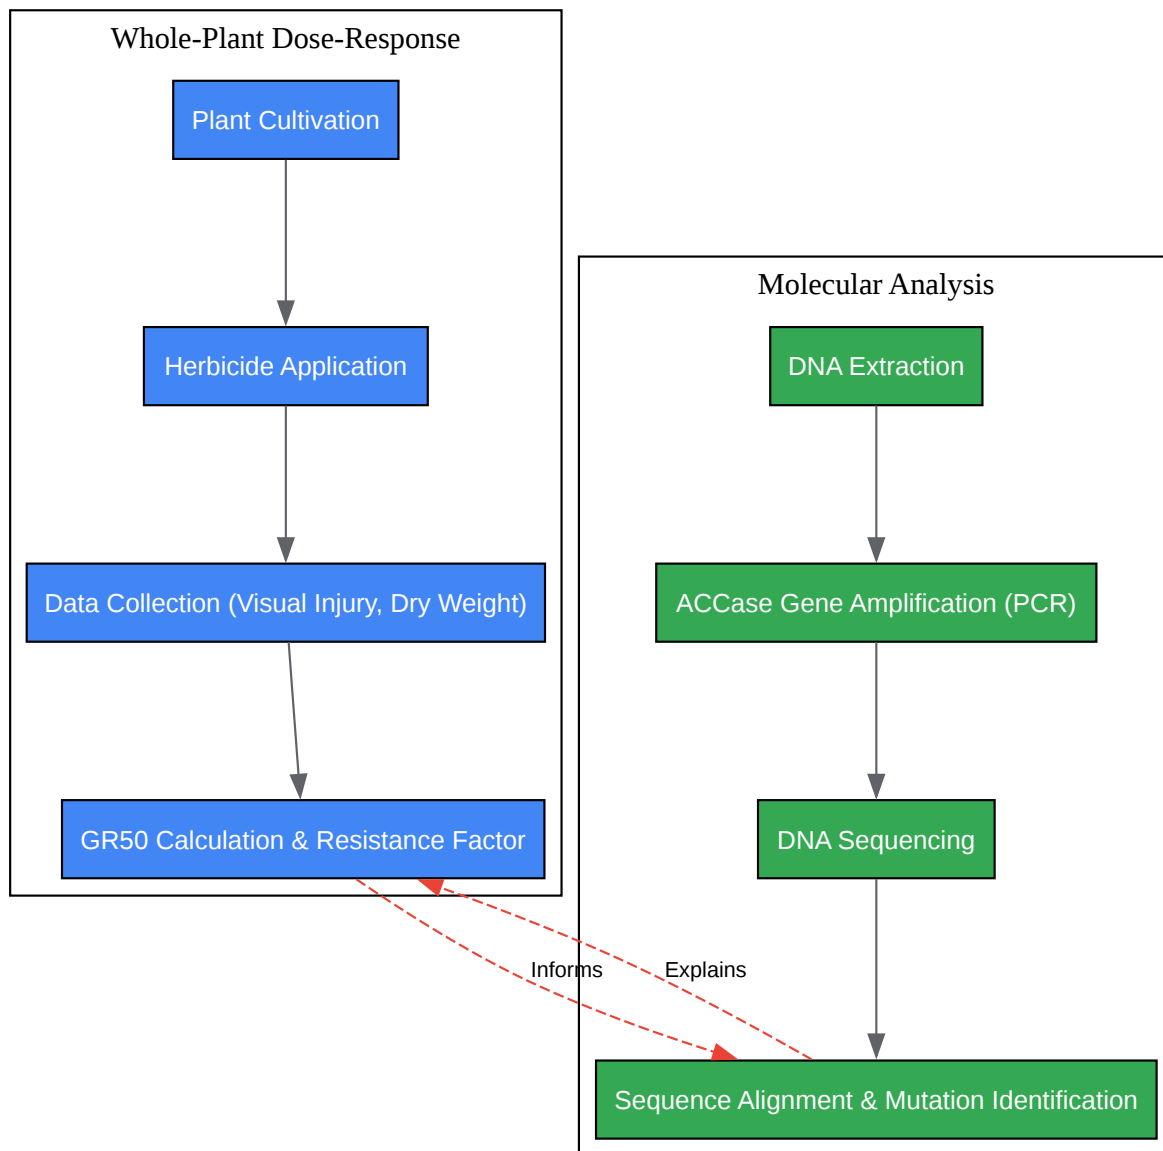 Whole-Plant Dose-Response
Plant Cultivation
Herbicide Application
Data Collection (Visual Injury, Dry Weight)
GR50 Calculation & Resistance Factor
Molecular Analysis
DNA Extraction
ACCase Gene Amplification (PCR)
DNA Sequencing
Informs
Explains
Sequence Alignment & Mutation Identification